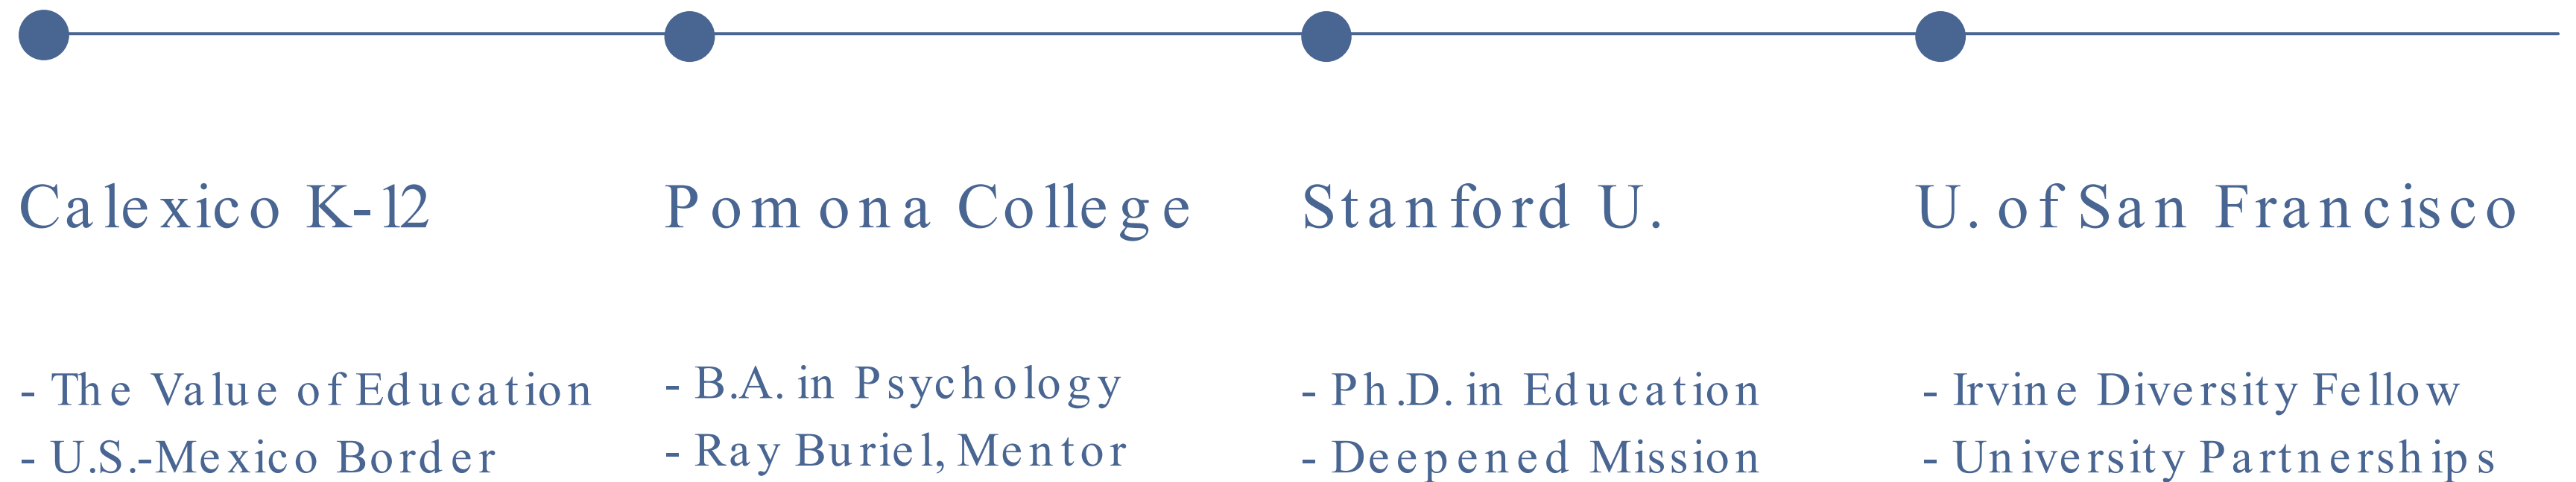 Calexico K-12
- The Value of Education
- U.S.-Mexico Border
Pomona College
- B.A. in Psychology
- Ray Buriel, Mentor
Stanford U.
- Ph.D. in Education
- Deepened Mission
U. of San Francisco
- Irvine Diversity Fellow
- University Partnerships